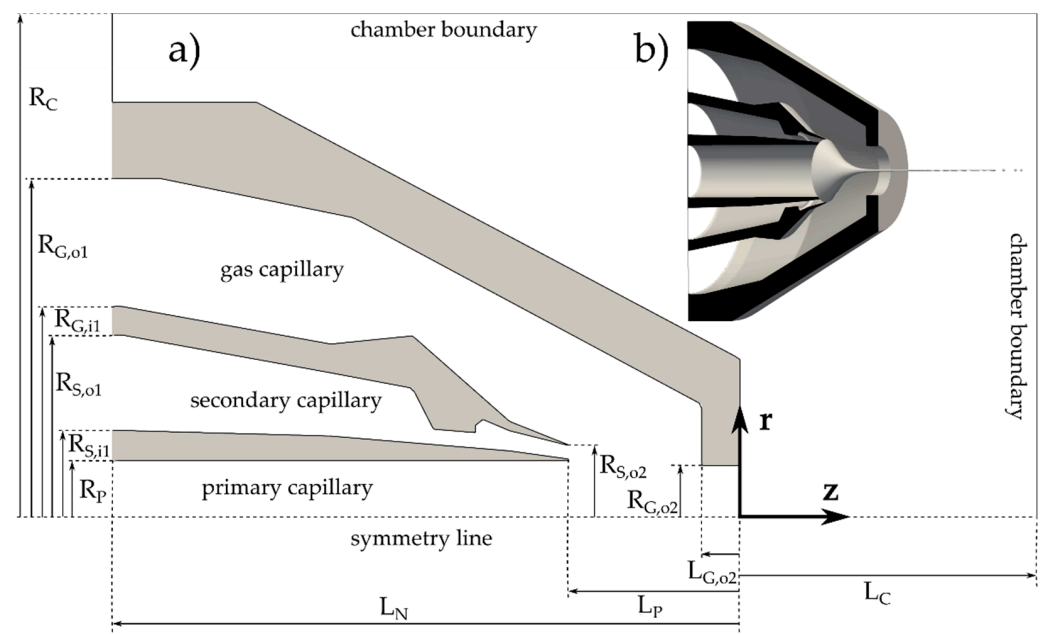 chamber boundary
a)
b)
R_C
R_G,o1
gas capillary
R_G,i1
R_S,o1
secondary capillary
R_S,i1
R_P
primary capillary
R_S,o2
R_G,o2
r
z
chamber boundary
symmetry line
L_G,o2
L_P
L_C
L_N